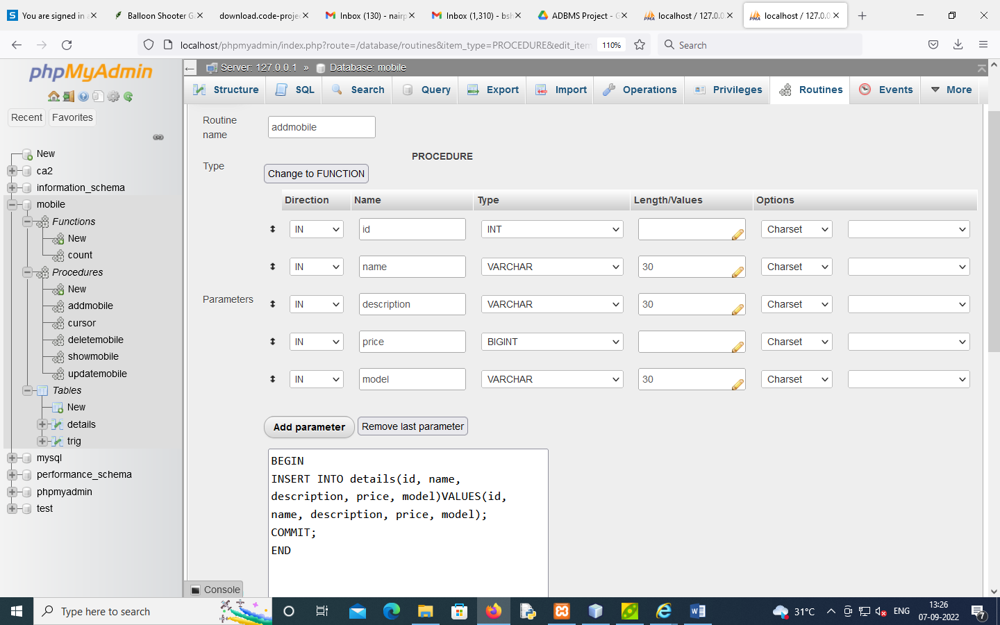 You are signed in a
Balloon Shooter Ga
download.code-proje
Inbox (130) - nairp
Inbox (1,310) - bsh
ADBMS Project - G
localhost / 127.0.0
localhost / 127.0.0
localhost/phpmyadmin/index.php?route=/database/routines&item_type=PROCEDURE&edit_item
110%
Search
phpMyAdmin
Recent
Favorites
New
ca2
information_schema
mobile
Functions
New
count
Procedures
New
addmobile
cursor
deletemobile
showmobile
updatemobile
Tables
New
details
trig
mysql
performance_schema
phpmyadmin
test
Server: 127.0.0.1 » Database: mobile
Structure SQL Search Query Export Import Operations Privileges Routines Events More
Routine
name
addmobile
Type
PROCEDURE
Change to FUNCTION
Parameters
Direction Name Type Length/Values Options
IN id INT Charset
IN name VARCHAR 30 Charset
IN description VARCHAR 30 Charset
IN price BIGINT Charset
IN model VARCHAR 30 Charset
Add parameter
Remove last parameter
BEGIN
INSERT INTO details(id, name,
description, price, model)VALUES(id,
name, description, price, model);
COMMIT;
END
Console
Type here to search
31°C
ENG
13:26
07-09-2022
7